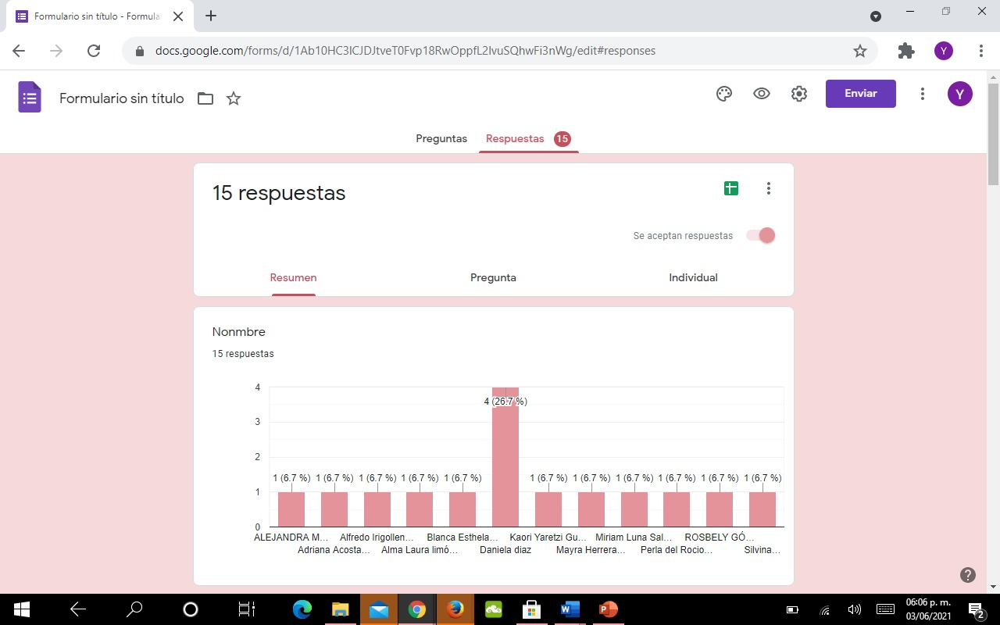 Formulario sin título - Formula
docs.google.com/forms/d/1Ab10HC3ICJDJtveT0Fvp18RwOppfL2IvuSQhwFi3nWg/edit#responses
Y
Formulario sin título
Enviar
Y
Preguntas Respuestas 15
15 respuestas
Se aceptan respuestas
Resumen Pregunta Individual
Nonmbre
15 respuestas
4
4 (26.7 %)
3
2
1 (6.7 %) 1 (6.7 %) 1 (6.7 %) 1 (6.7 %) 1 (6.7 %) 1 (6.7 %) 1 (6.7 %) 1 (6.7 %) 1 (6.7 %) 1 (6.7 %) 1 (6.7 %)
1
0
ALEJANDRA M… Alfredo Irigollen… Blanca Esthela… Kaori Yaretzi Gu… Miriam Luna Sal… ROSBELY GÓ…
Adriana Acosta… Alma Laura limó… Daniela diaz Mayra Herrera… Perla del Rocio… Silvina…
06:06 p. m.
03/06/2021
2